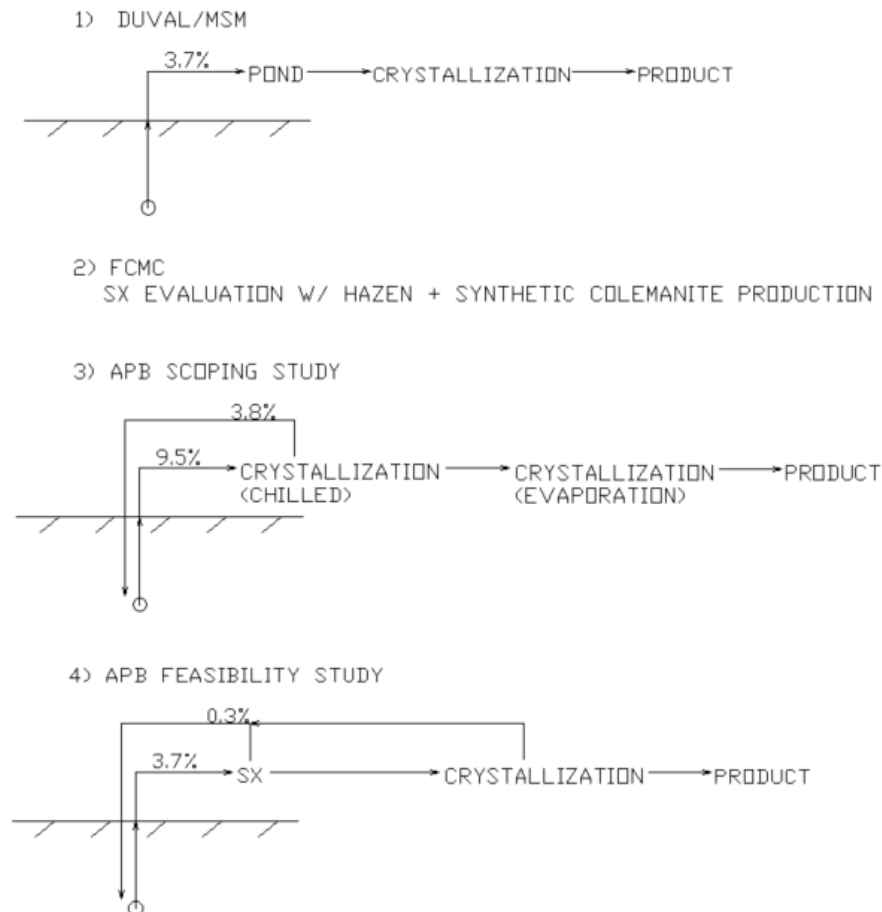 1) DUVAL/MSM
3.7%
POND CRYSTALLIZATION PRODUCT
2) FCMC
SX EVALUATION W/ HAZEN + SYNTHETIC COLEMANITE PRODUCTION
3) APB SCOPING STUDY
3.8%
9.5%
CRYSTALLIZATION CRYSTALLIZATION PRODUCT
(CHILLED) (EVAPORATION)
4) APB FEASIBILITY STUDY
0.3%
3.7%
SX CRYSTALLIZATION PRODUCT